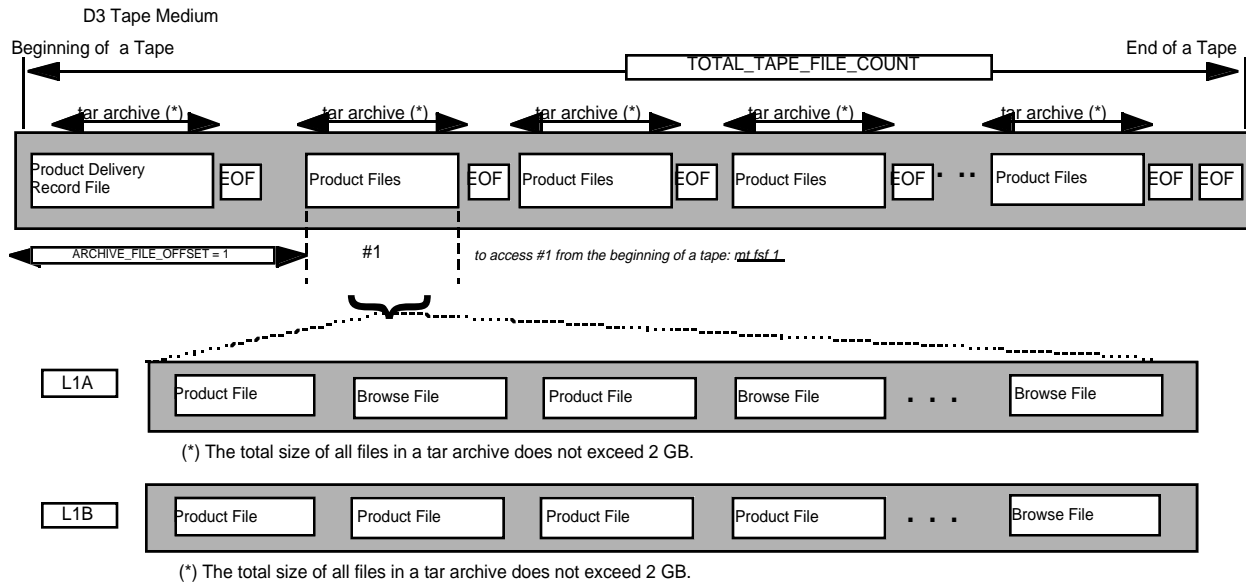 D3 Tape Medium
Beginning of a Tape
End of a Tape
TOTAL_TAPE_FILE_COUNT
tar archive (*)
tar archive (*)
tar archive (*)
tar archive (*)
tar archive (*)
Product Delivery
Record File
EOF
Product Files
EOF
Product Files
EOF
Product Files
EOF
. . .
Product Files
EOF
EOF
ARCHIVE_FILE_OFFSET = 1
#1
to access #1 from the beginning of a tape: mt fsf 1
L1A
Product File
Browse File
Product File
Browse File
. . .
Browse File
(*) The total size of all files in a tar archive does not exceed 2 GB.
L1B
Product File
Product File
Product File
Product File
. . .
Browse File
(*) The total size of all files in a tar archive does not exceed 2 GB.